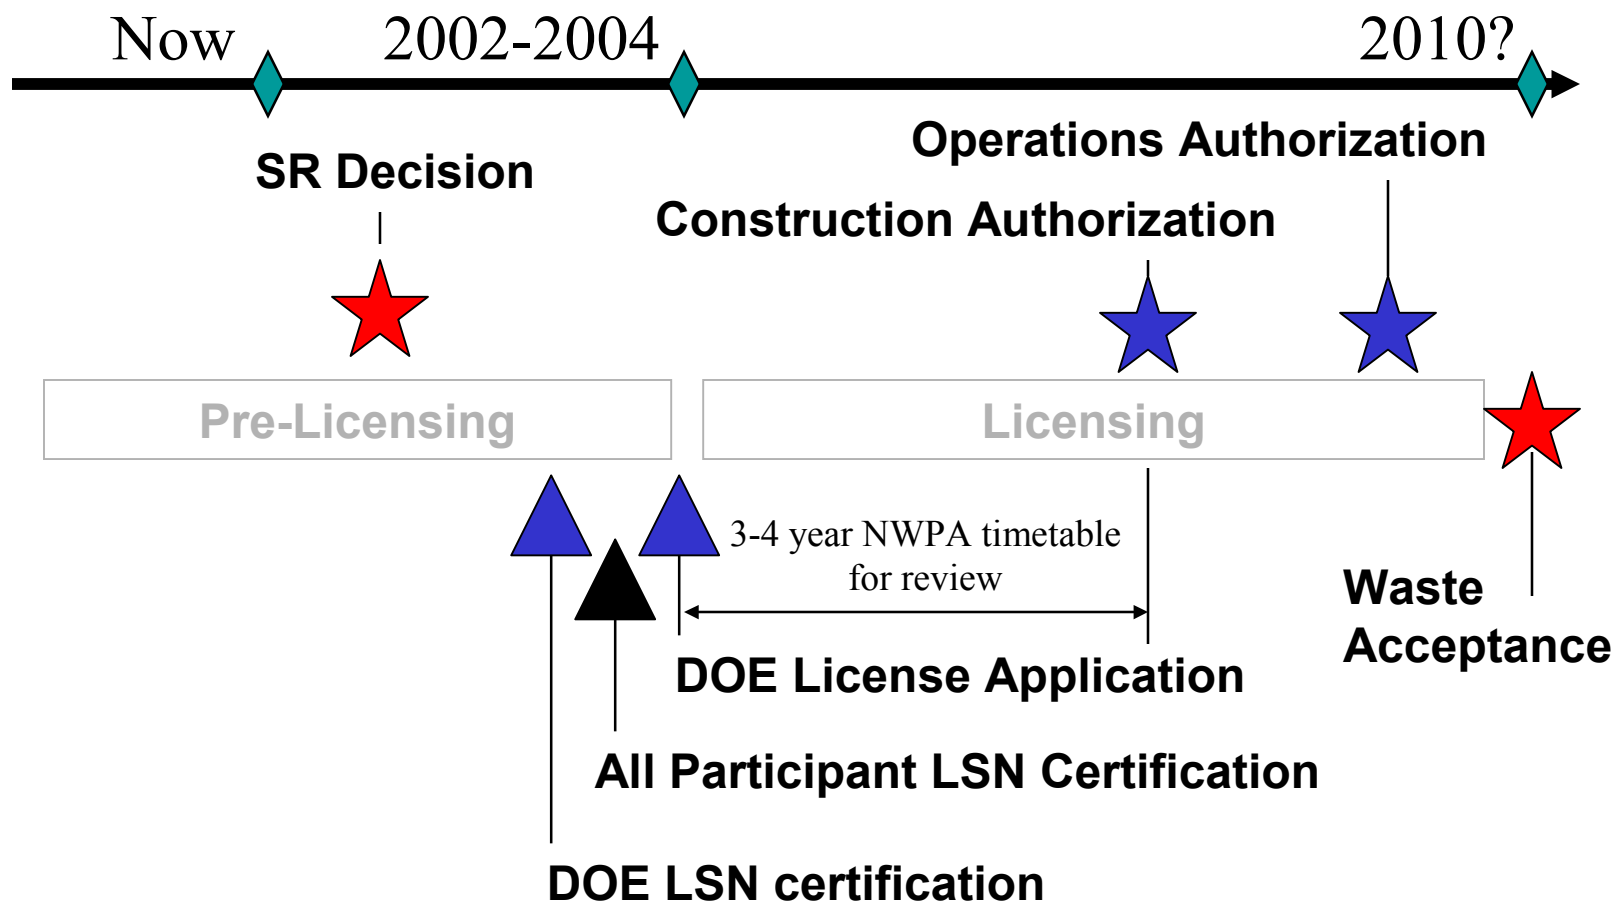 Now
2002-2004
2010?
Operations Authorization
SR Decision
Construction Authorization
Pre-Licensing
Licensing
3-4 year NWPA timetable
for review
Waste
Acceptance
DOE License Application
All Participant LSN Certification
DOE LSN certification